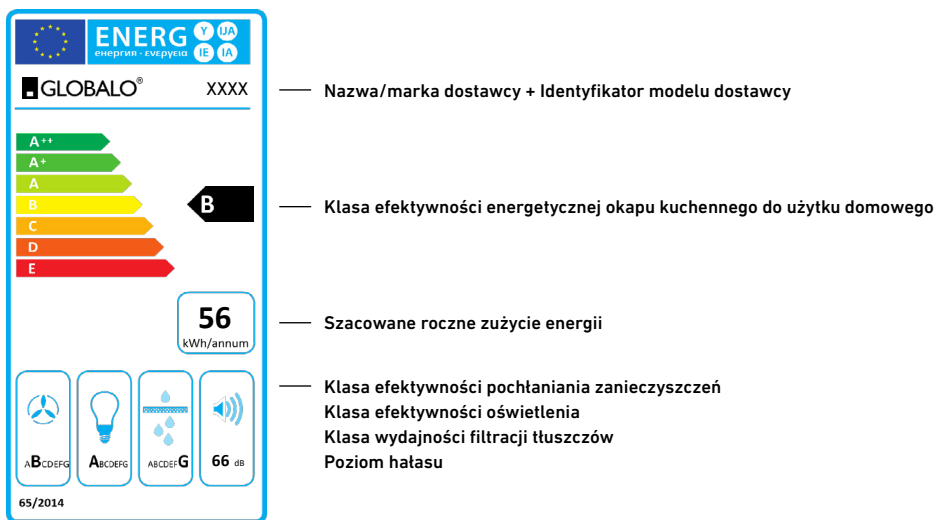 ENERG Y IJA
енергия · ενεργεια IE IA
GLOBALO® XXXX
Nazwa/marka dostawcy + Identyfikator modelu dostawcy
A++
A+
A
B
B
Klasa efektywności energetycznej okapu kuchennego do użytku domowego
C
D
E
56
kWh/annum
Szacowane roczne zużycie energii
Klasa efektywności pochłaniania zanieczyszczeń
Klasa efektywności oświetlenia
Klasa wydajności filtracji tłuszczów
Poziom hałasu
ABCDEFG ABCDEFG ABCDEFG 66 dB
65/2014